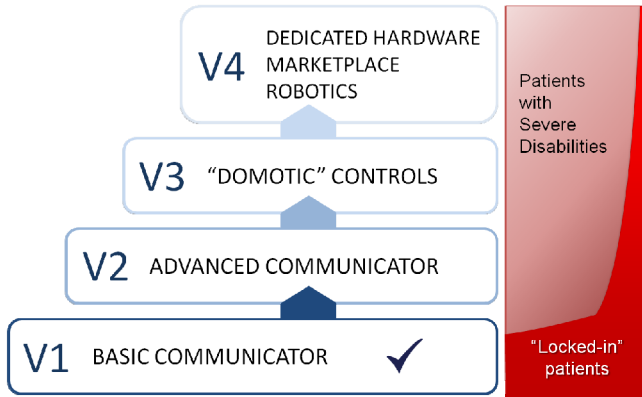 V4
DEDICATED HARDWARE
MARKETPLACE
ROBOTICS
V3
“DOMOTIC” CONTROLS
V2
ADVANCED COMMUNICATOR
V1
BASIC COMMUNICATOR
Patients
with
Severe
Disabilities
“Locked-in”
patients